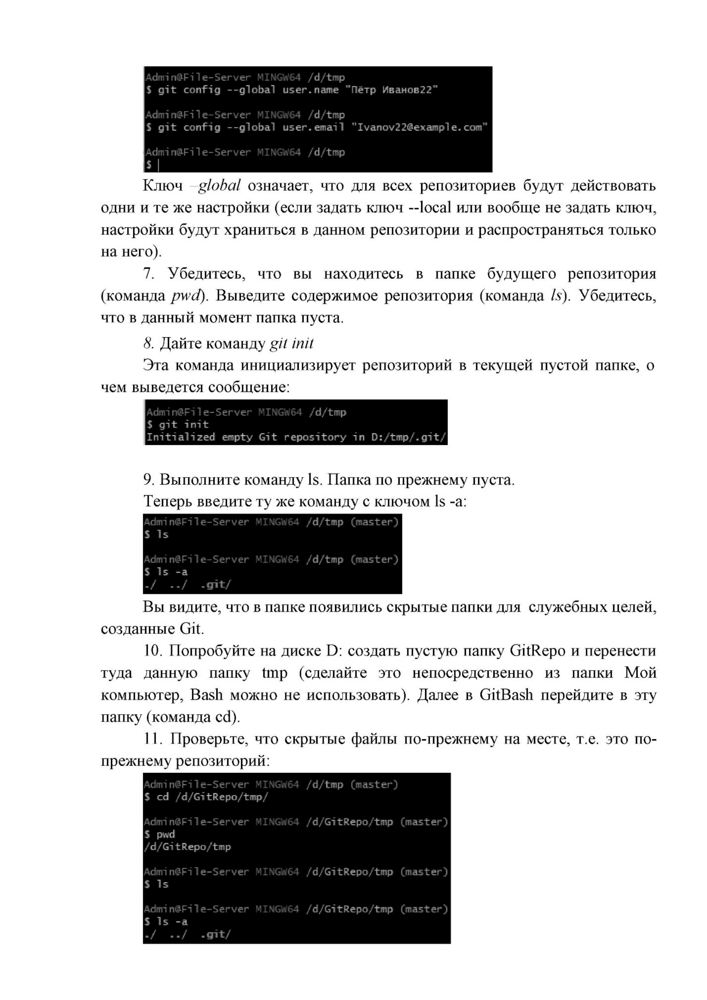 Admin@File-Server MINGW64 /d/tmp
$ git config --global user.name "Пётр Иванов22"
Admin@File-Server MINGW64 /d/tmp
$ git config --global user.email "Ivanov22@example.com"
Admin@File-Server MINGW64 /d/tmp
$
Ключ –global означает, что для всех репозиториев будут действовать
одни и те же настройки (если задать ключ --local или вообще не задать ключ,
настройки будут храниться в данном репозитории и распространяться только
на него).
7. Убедитесь, что вы находитесь в папке будущего репозитория
(команда pwd). Выведите содержимое репозитория (команда ls). Убедитесь,
что в данный момент папка пуста.
8. Дайте команду git init
Эта команда инициализирует репозиторий в текущей пустой папке, о
чем выведется сообщение:
Admin@File-Server MINGW64 /d/tmp
$ git init
Initialized empty Git repository in D:/tmp/.git/
9. Выполните команду ls. Папка по прежнему пуста.
Теперь введите ту же команду с ключом ls -a:
Admin@File-Server MINGW64 /d/tmp (master)
$ ls
Admin@File-Server MINGW64 /d/tmp (master)
$ ls -a
./ ../ .git/
Вы видите, что в папке появились скрытые папки для служебных целей,
созданные Git.
10. Попробуйте на диске D: создать пустую папку GitRepo и перенести
туда данную папку tmp (сделайте это непосредственно из папки Мой
компьютер, Bash можно не использовать). Далее в GitBash перейдите в эту
папку (команда cd).
11. Проверьте, что скрытые файлы по-прежнему на месте, т.е. это по-
прежнему репозиторий:
Admin@File-Server MINGW64 /d/tmp (master)
$ cd /d/GitRepo/tmp/
Admin@File-Server MINGW64 /d/GitRepo/tmp (master)
$ pwd
/d/GitRepo/tmp
Admin@File-Server MINGW64 /d/GitRepo/tmp (master)
$ ls
Admin@File-Server MINGW64 /d/GitRepo/tmp (master)
$ ls -a
./ ../ .git/